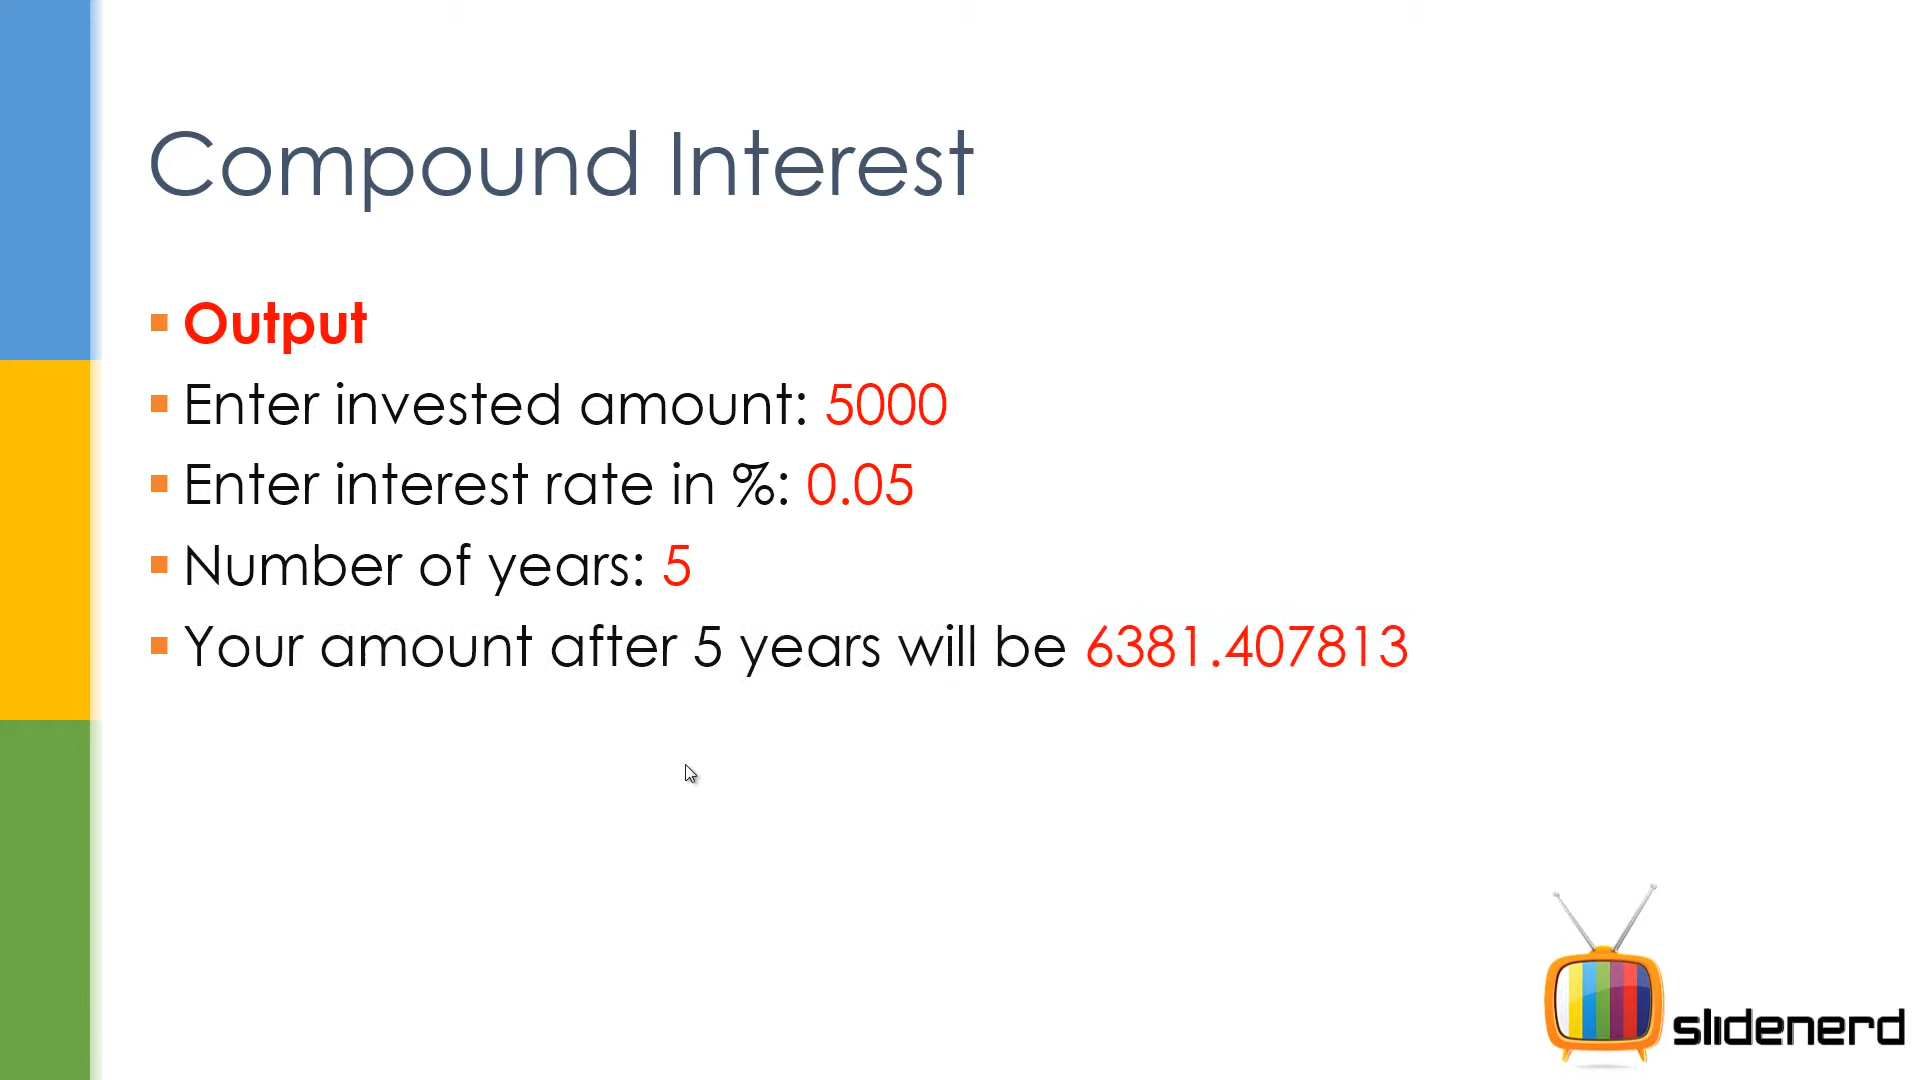 Compound Interest
Output
Enter invested amount: 5000
Enter interest rate in %: 0.05
Number of years: 5
Your amount after 5 years will be 6381.407813
slidenerd